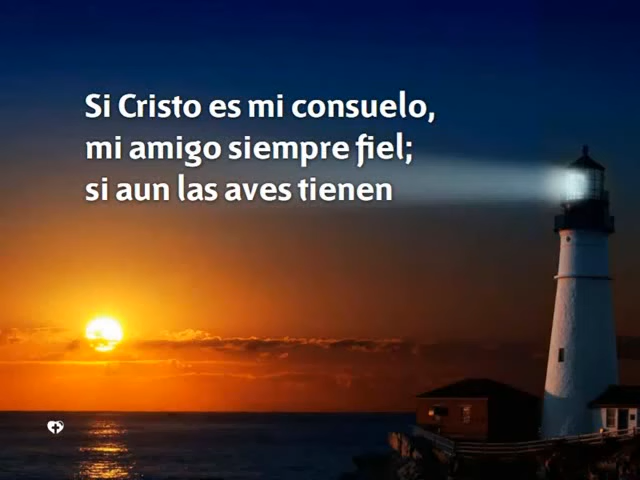 Si Cristo es mi consuelo,
mi amigo siempre fiel;
si aun las aves tienen